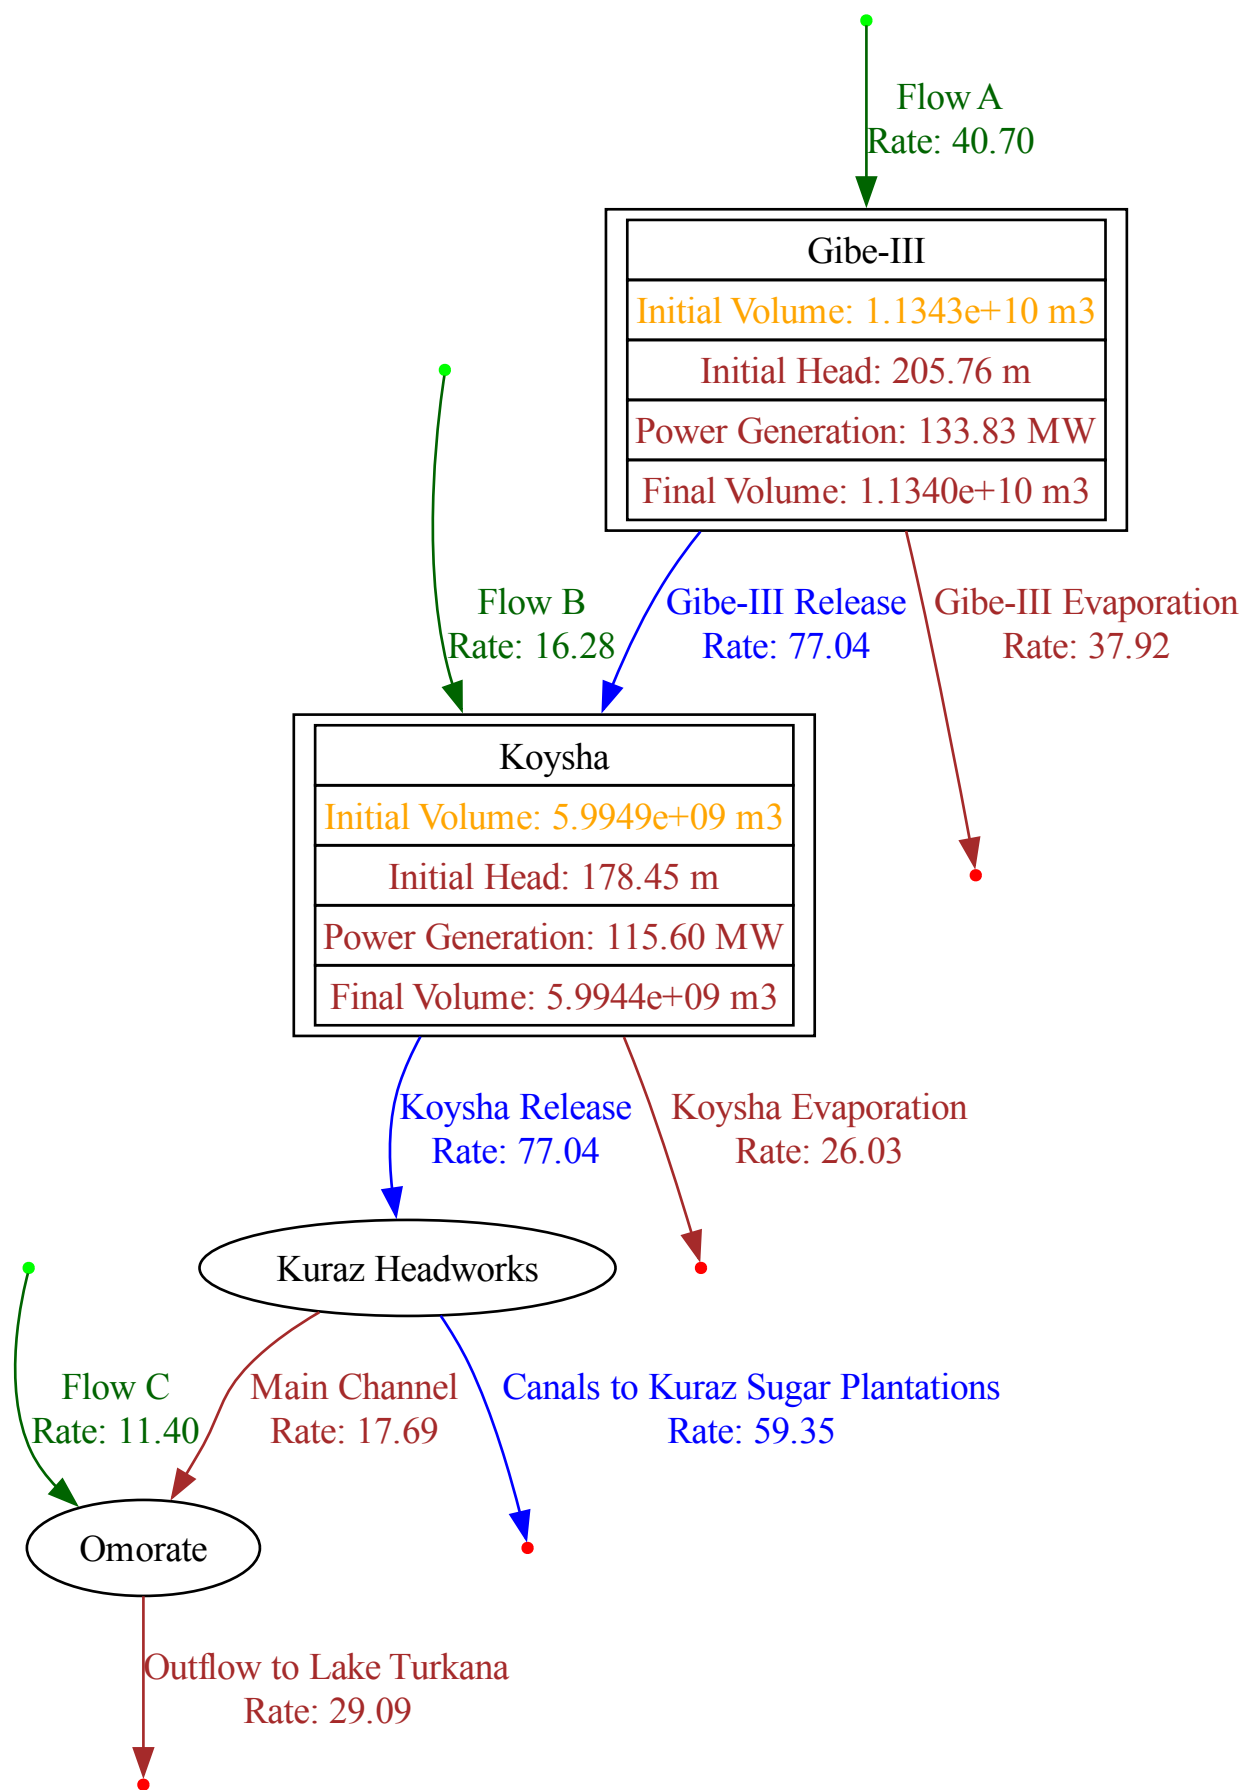 Flow A
Rate: 40.70
Gibe-III
Initial Volume: 1.1343e+10 m3
Initial Head: 205.76 m
Power Generation: 133.83 MW
Final Volume: 1.1340e+10 m3
Flow B
Rate: 16.28
Gibe-III Release
Rate: 77.04
Gibe-III Evaporation
Rate: 37.92
Koysha
Initial Volume: 5.9949e+09 m3
Initial Head: 178.45 m
Power Generation: 115.60 MW
Final Volume: 5.9944e+09 m3
Koysha Release
Rate: 77.04
Koysha Evaporation
Rate: 26.03
Kuraz Headworks
Flow C
Rate: 11.40
Main Channel
Rate: 17.69
Canals to Kuraz Sugar Plantations
Rate: 59.35
Omorate
Outflow to Lake Turkana
Rate: 29.09